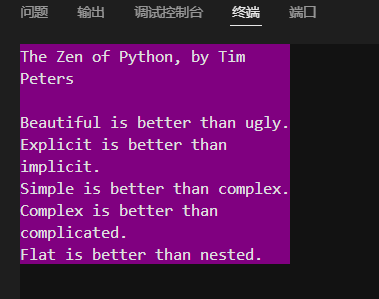 问题 输出 调试控制台 终端 端口
The Zen of Python, by Tim
Peters
Beautiful is better than ugly.
Explicit is better than
implicit.
Simple is better than complex.
Complex is better than
complicated.
Flat is better than nested.